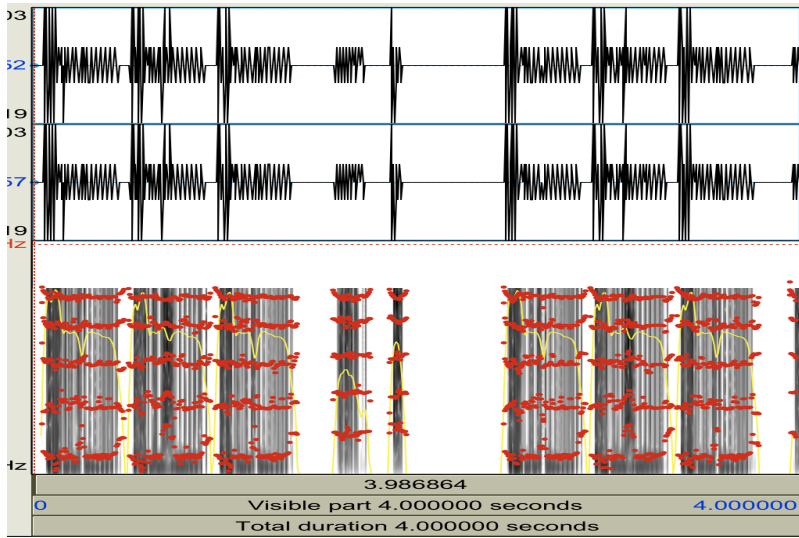 03
52
19
03
57
19
Hz
Hz
3.986864
0 Visible part 4.000000 seconds 4.000000
Total duration 4.000000 seconds